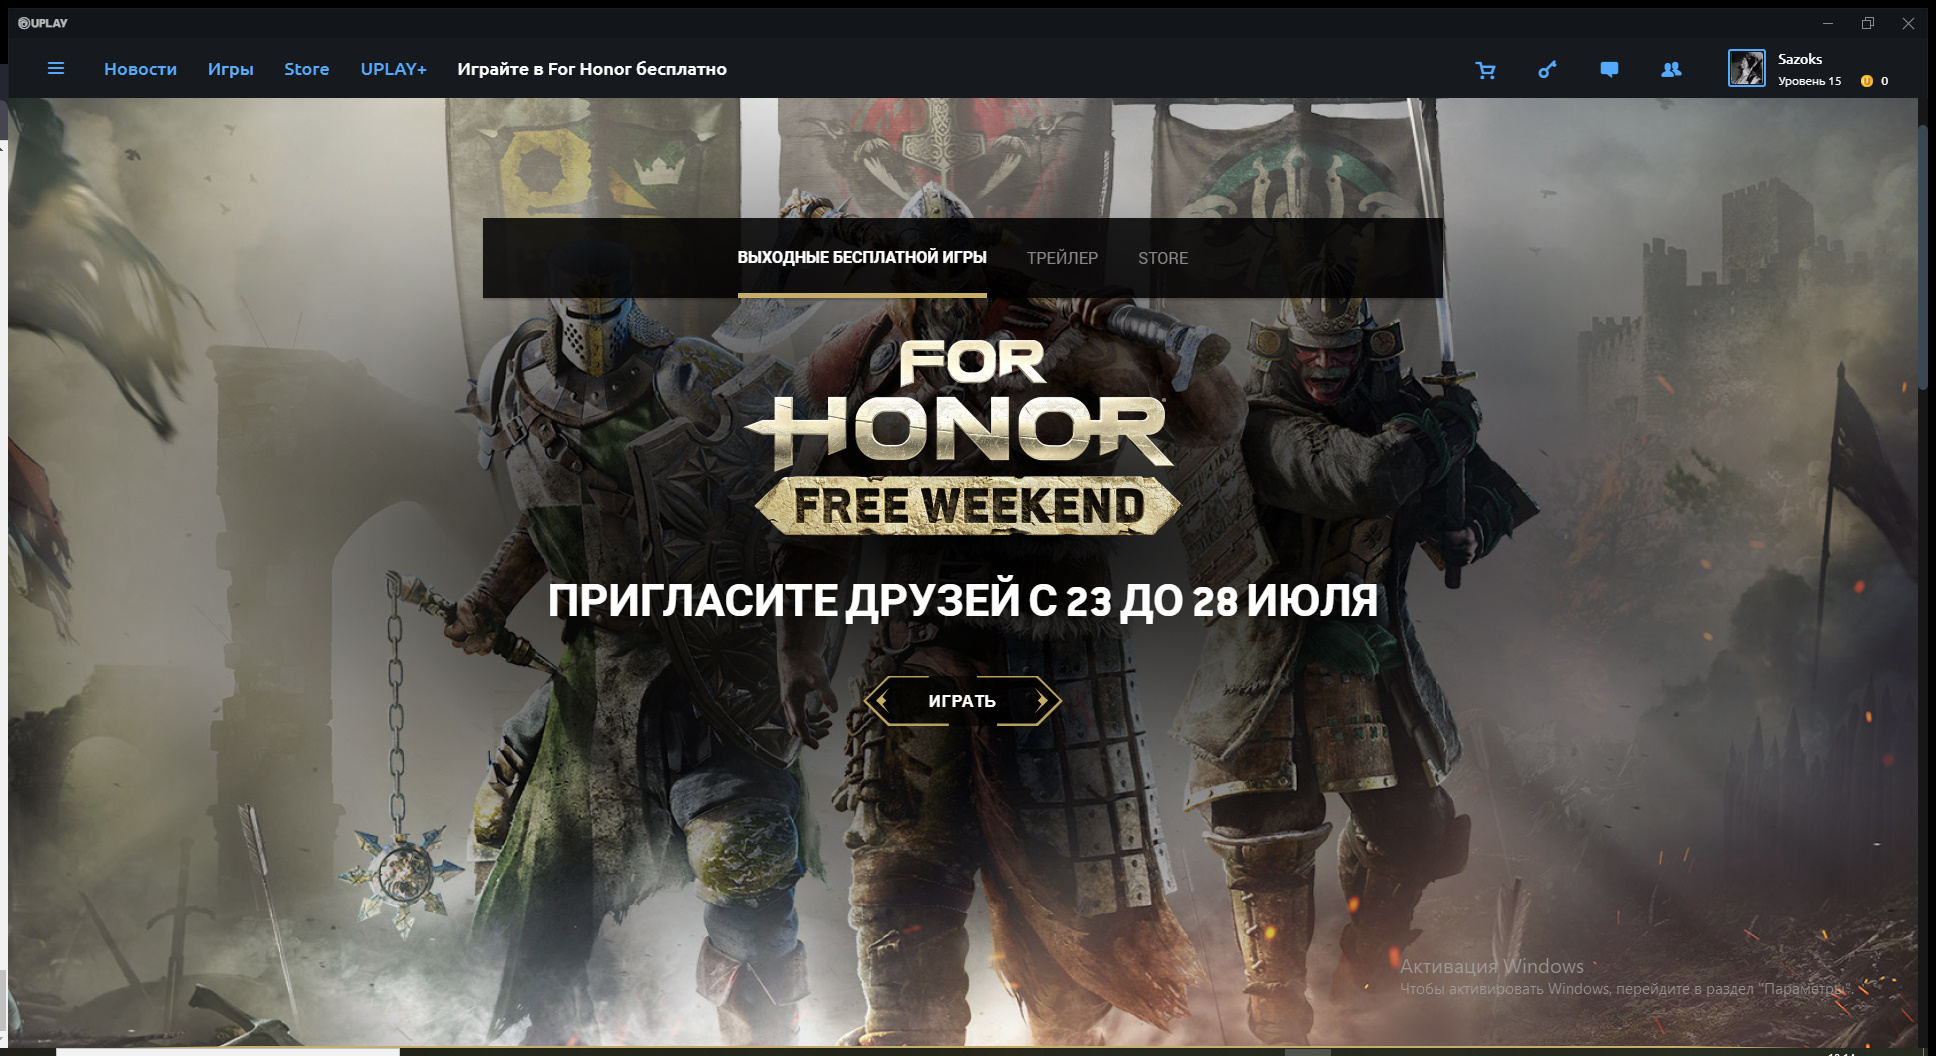 UPLAY
Новости Игры Store UPLAY+ Играйте в For Honor бесплатно
Sazoks
Уровень 15 0
ВЫХОДНЫЕ БЕСПЛАТНОЙ ИГРЫ ТРЕЙЛЕР STORE
FOR
HONOR
FREE WEEKEND
ПРИГЛАСИТЕ ДРУЗЕЙ С 23 ДО 28 ИЮЛЯ
ИГРАТЬ
Активация Windows
Чтобы активировать Windows, перейдите в раздел "Параметры".